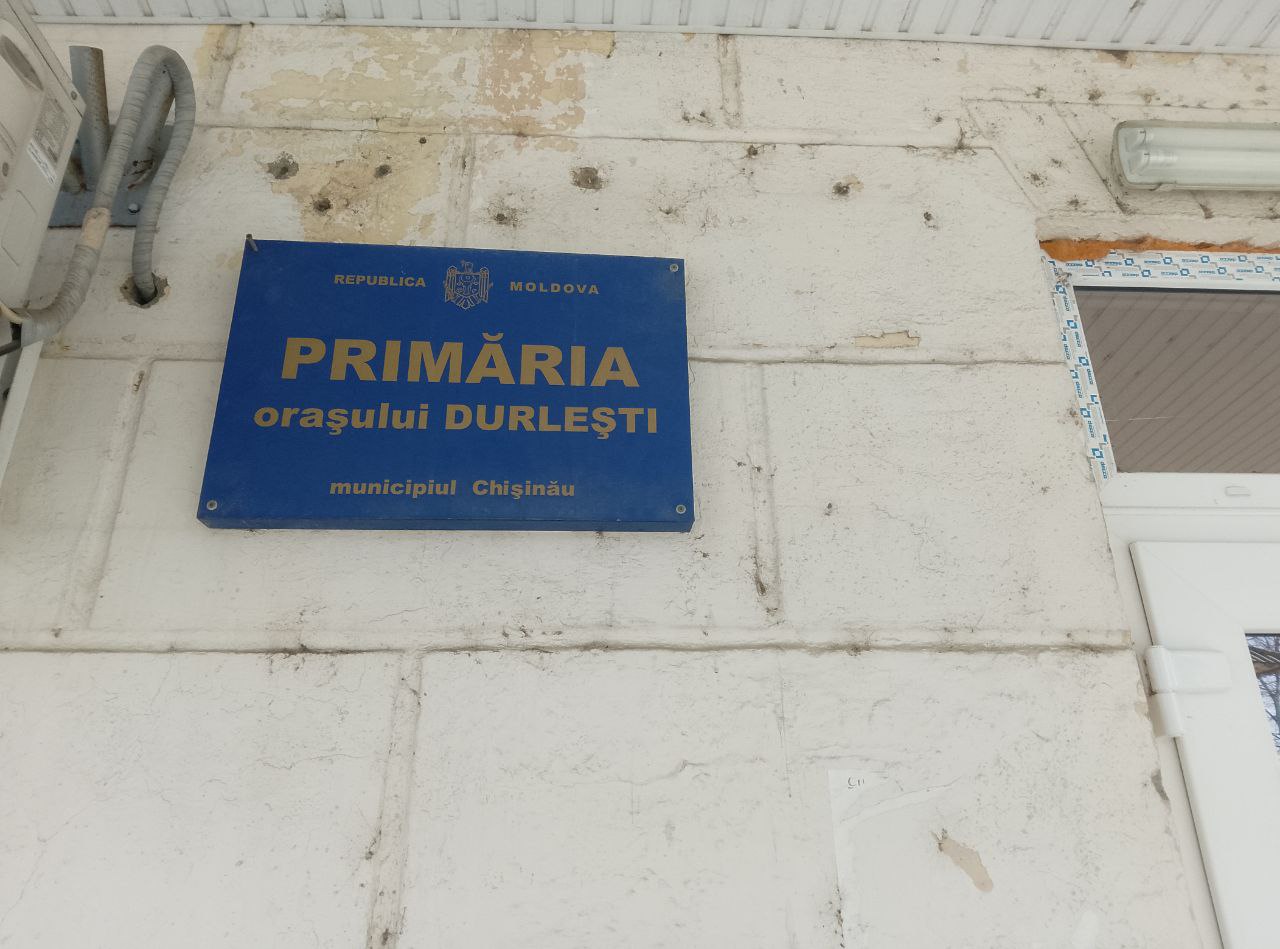 REPUBLICA MOLDOVA
PRIMĂRIA
oraşului DURLEŞTI
municipiul Chişinău